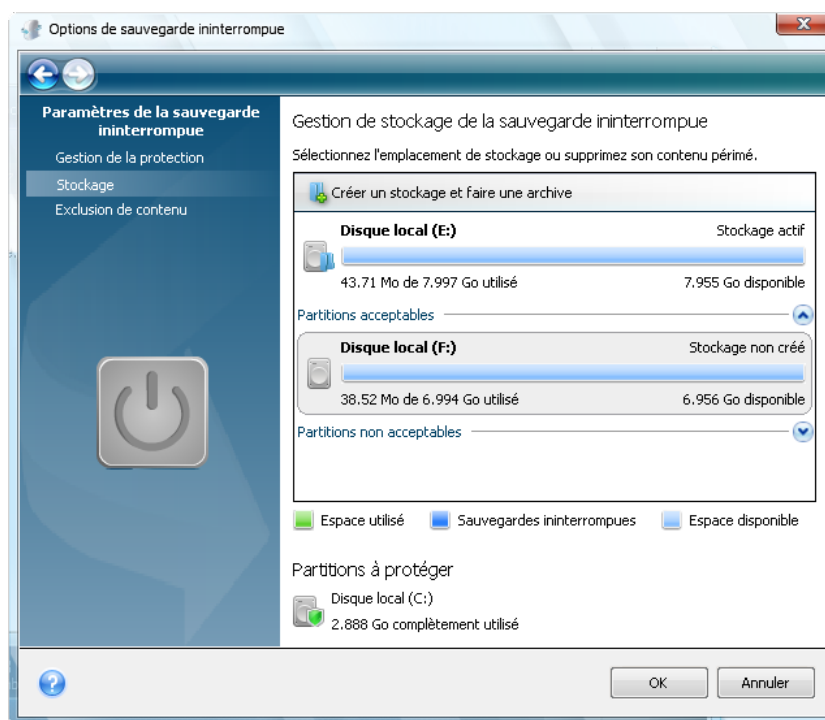 Options de sauvegarde ininterrompue
Paramètres de la sauvegarde
ininterrompue
Gestion de la protection
Stockage
Exclusion de contenu
Gestion de stockage de la sauvegarde ininterrompue
Sélectionnez l'emplacement de stockage ou supprimez son contenu périmé.
Créer un stockage et faire une archive
Disque local (E:) Stockage actif
43.71 Mo de 7.997 Go utilisé 7.955 Go disponible
Partitions acceptables
Disque local (F:) Stockage non créé
38.52 Mo de 6.994 Go utilisé 6.956 Go disponible
Partitions non acceptables
Espace utilisé Sauvegardes ininterrompues Espace disponible
Partitions à protéger
Disque local (C:)
2.888 Go complètement utilisé
OK Annuler